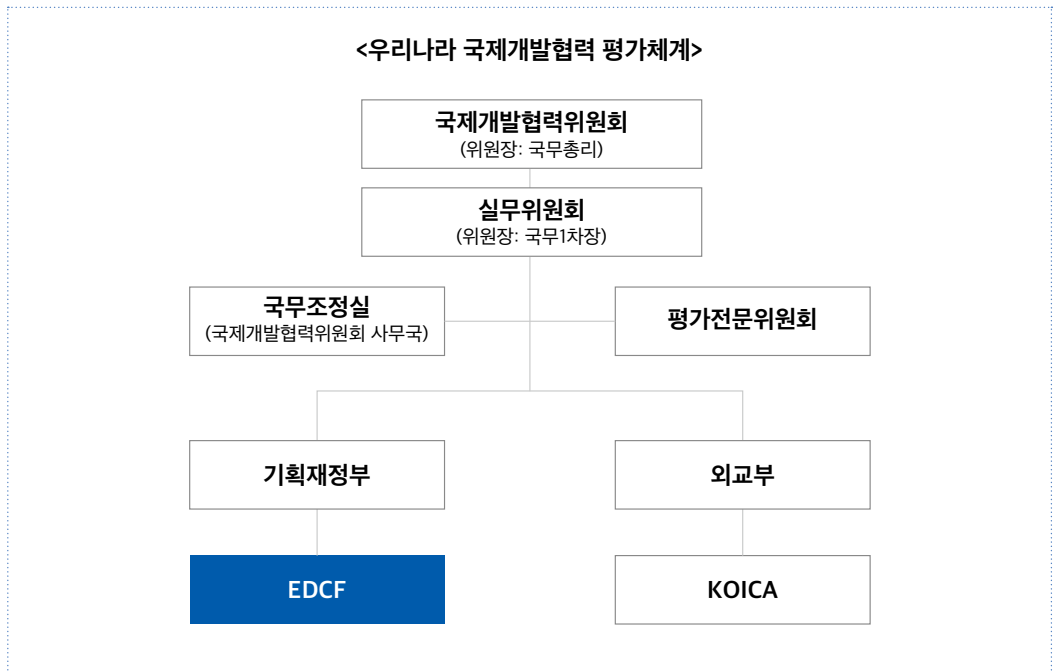 <우리나라 국제개발협력 평가체계>
국제개발협력위원회
(위원장: 국무총리)
실무위원회
(위원장: 국무1차장)
국무조정실
(국제개발협력위원회 사무국)
평가전문위원회
기획재정부
외교부
EDCF
KOICA